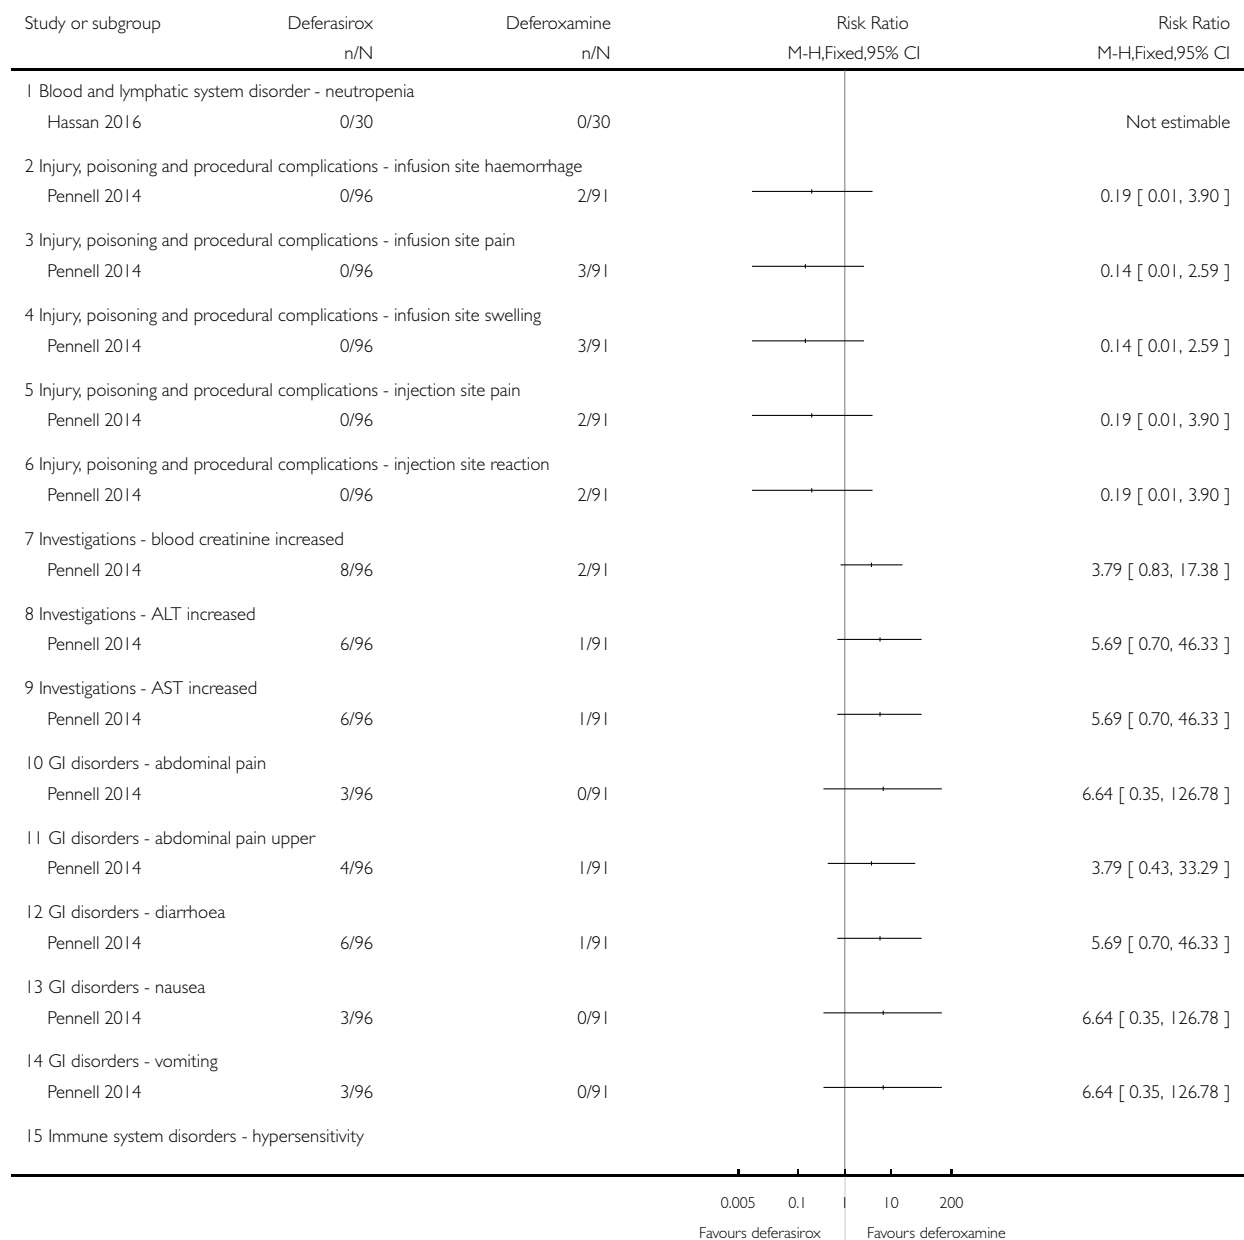 Study or subgroup Deferasirox Deferoxamine Risk Ratio Risk Ratio
n/N n/N M-H,Fixed,95% CI M-H,Fixed,95% CI
1 Blood and lymphatic system disorder - neutropenia
Hassan 2016 0/30 0/30 Not estimable
2 Injury, poisoning and procedural complications - infusion site haemorrhage
Pennell 2014 0/96 2/91 0.19 [ 0.01, 3.90 ]
3 Injury, poisoning and procedural complications - infusion site pain
Pennell 2014 0/96 3/91 0.14 [ 0.01, 2.59 ]
4 Injury, poisoning and procedural complications - infusion site swelling
Pennell 2014 0/96 3/91 0.14 [ 0.01, 2.59 ]
5 Injury, poisoning and procedural complications - injection site pain
Pennell 2014 0/96 2/91 0.19 [ 0.01, 3.90 ]
6 Injury, poisoning and procedural complications - injection site reaction
Pennell 2014 0/96 2/91 0.19 [ 0.01, 3.90 ]
7 Investigations - blood creatinine increased
Pennell 2014 8/96 2/91 3.79 [ 0.83, 17.38 ]
8 Investigations - ALT increased
Pennell 2014 6/96 1/91 5.69 [ 0.70, 46.33 ]
9 Investigations - AST increased
Pennell 2014 6/96 1/91 5.69 [ 0.70, 46.33 ]
10 GI disorders - abdominal pain
Pennell 2014 3/96 0/91 6.64 [ 0.35, 126.78 ]
11 GI disorders - abdominal pain upper
Pennell 2014 4/96 1/91 3.79 [ 0.43, 33.29 ]
12 GI disorders - diarrhoea
Pennell 2014 6/96 1/91 5.69 [ 0.70, 46.33 ]
13 GI disorders - nausea
Pennell 2014 3/96 0/91 6.64 [ 0.35, 126.78 ]
14 GI disorders - vomiting
Pennell 2014 3/96 0/91 6.64 [ 0.35, 126.78 ]
15 Immune system disorders - hypersensitivity
0.005 0.1 1 10 200
Favours deferasirox Favours deferoxamine